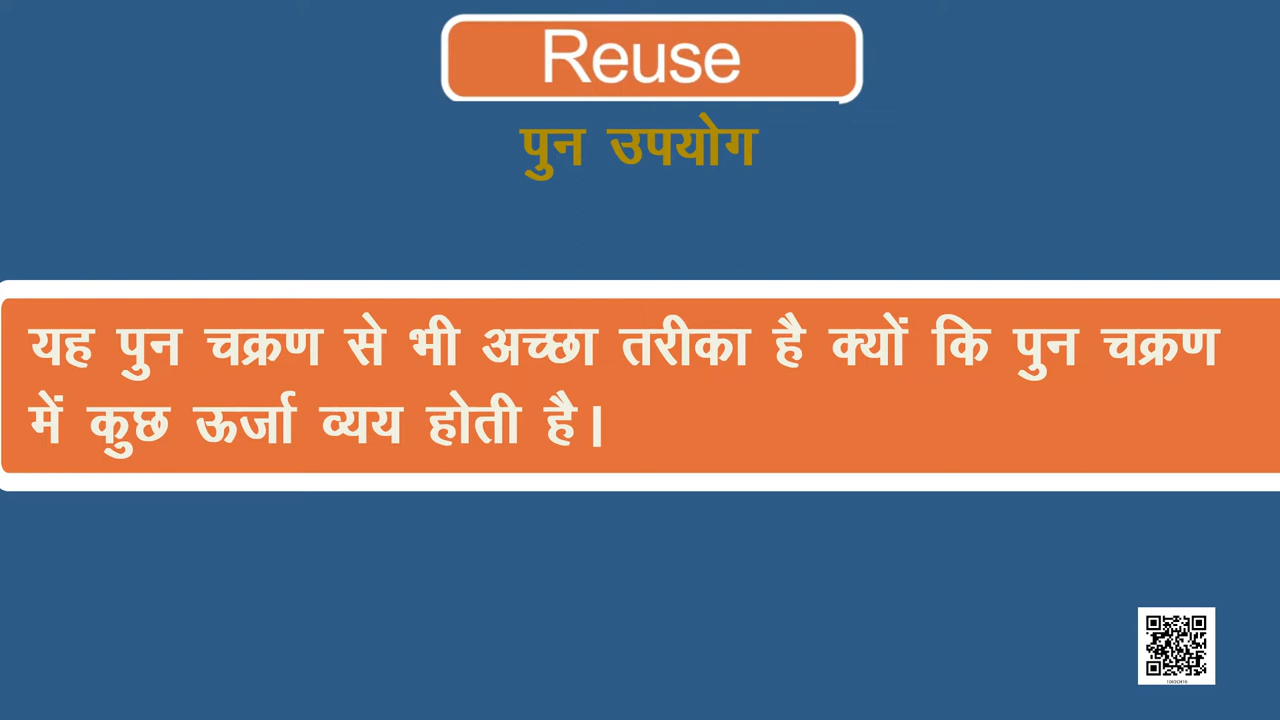 Reuse
पुन उपयोग
यह पुन चक्रण से भी अच्छा तरीका है क्यों कि पुन चक्रण
में कुछ ऊर्जा व्यय होती है।